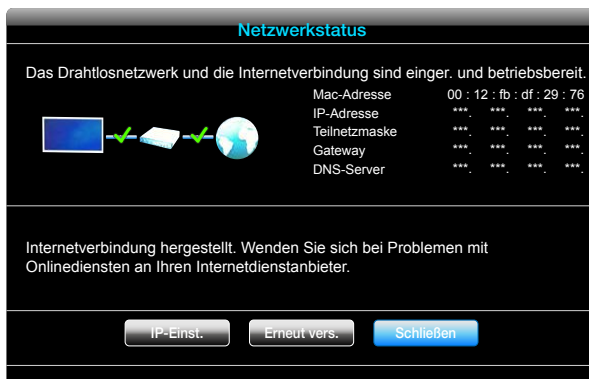 Netzwerkstatus
Das Drahtlosnetzwerk und die Internetverbindung sind einger. und betriebsbereit.
Mac-Adresse 00 : 12 : fb : df : 29 : 76
IP-Adresse ***. ***. ***. ***.
Teilnetzmaske ***. ***. ***. ***.
Gateway ***. ***. ***. ***.
DNS-Server ***. ***. ***. ***.
Internetverbindung hergestellt. Wenden Sie sich bei Problemen mit
Onlinediensten an Ihren Internetdienstanbieter.
IP-Einst. Erneut vers. Schließen